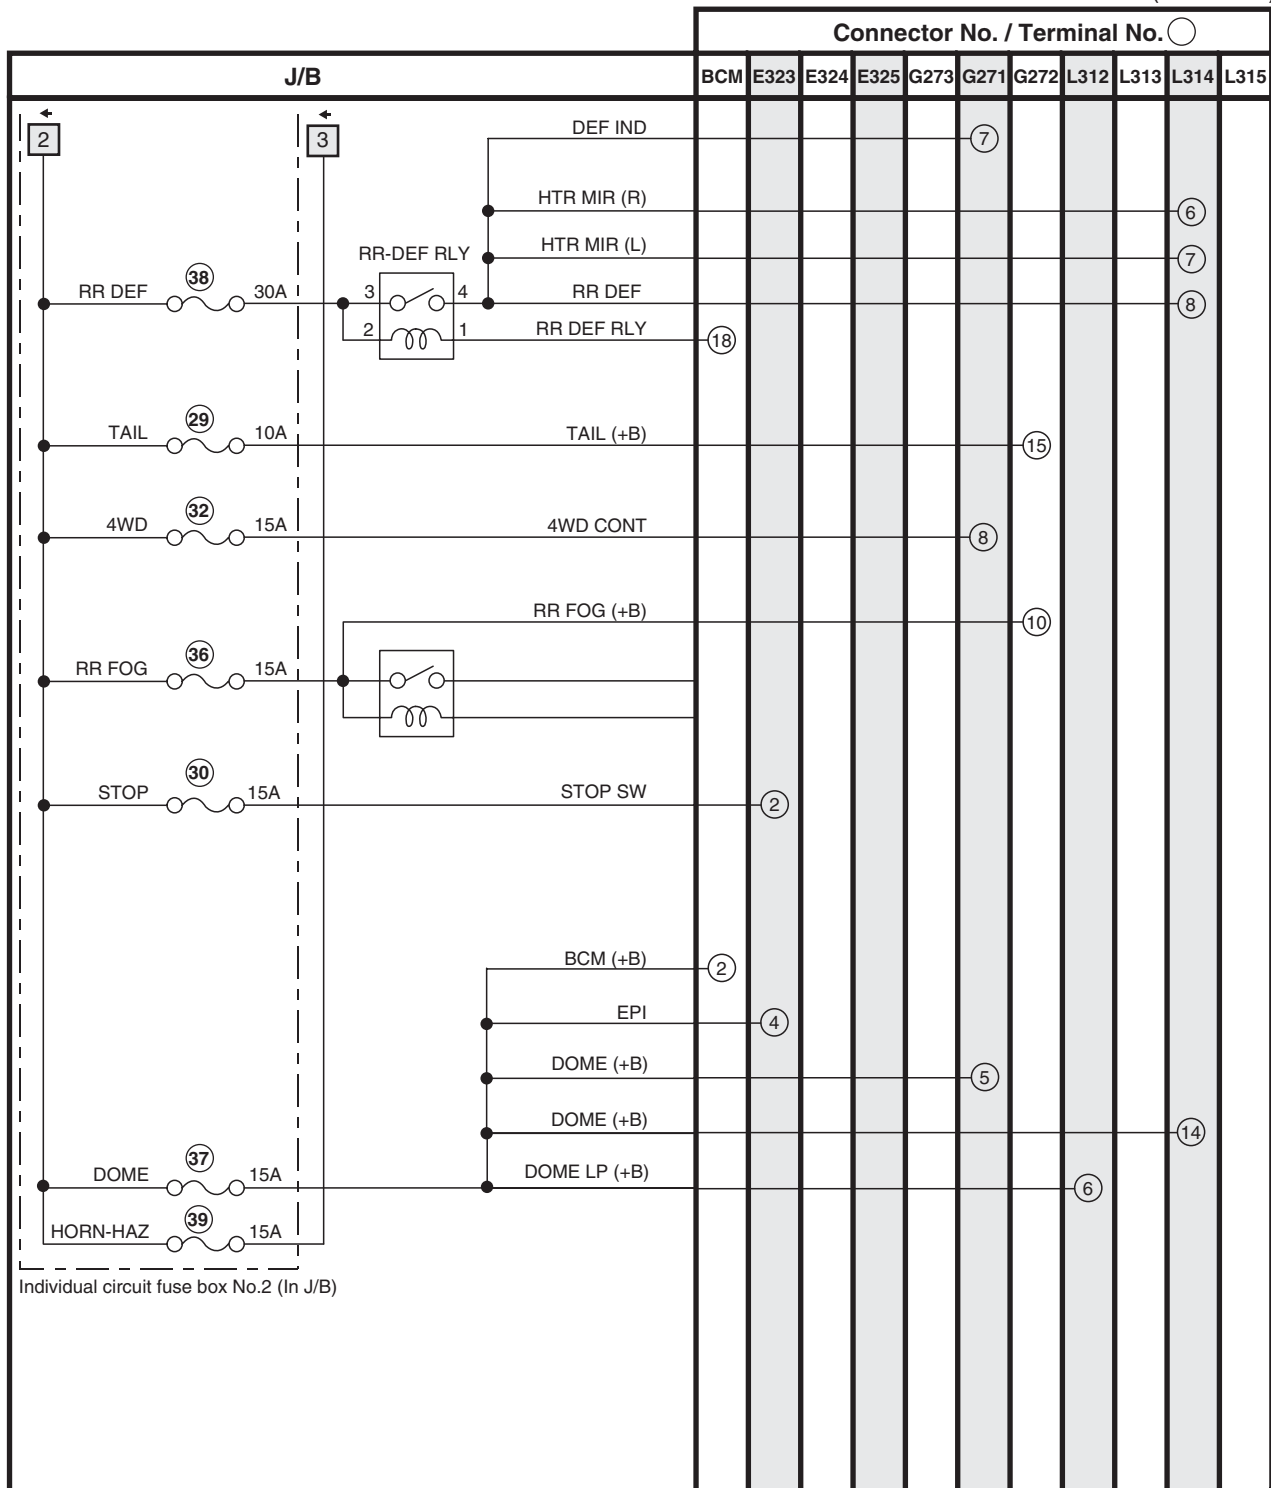 Connector No. / Terminal No.
J/B BCM E323 E324 E325 G273 G271 G272 L312 L313 L314 L315
2 3
DEF IND 7
HTR MIR (R) 6
HTR MIR (L) 7
RR-DEF RLY
RR DEF 38 30A 3 4 RR DEF 8
2 1 RR DEF RLY 18
TAIL 29 10A TAIL (+B) 15
4WD 32 15A 4WD CONT 8
RR FOG (+B) 10
RR FOG 36 15A
STOP 30 15A STOP SW 2
BCM (+B) 2
EPI 4
DOME (+B) 5
DOME (+B) 14
DOME 37 15A DOME LP (+B) 6
HORN-HAZ 39 15A
Individual circuit fuse box No.2 (In J/B)